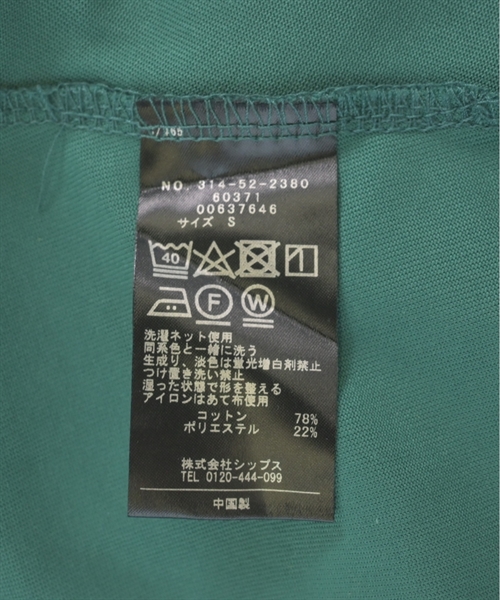 NO. 314-52-2380
60371
00637646
サイズ S
40
F W
洗濯ネット使用
同系色と一緒に洗う
生成り、淡色は蛍光増白剤禁止
つけ置き洗い禁止
湿った状態で形を整える
アイロンはあて布使用
コットン 78%
ポリエステル 22%
株式会社シップス
TEL 0120-444-099
中国製